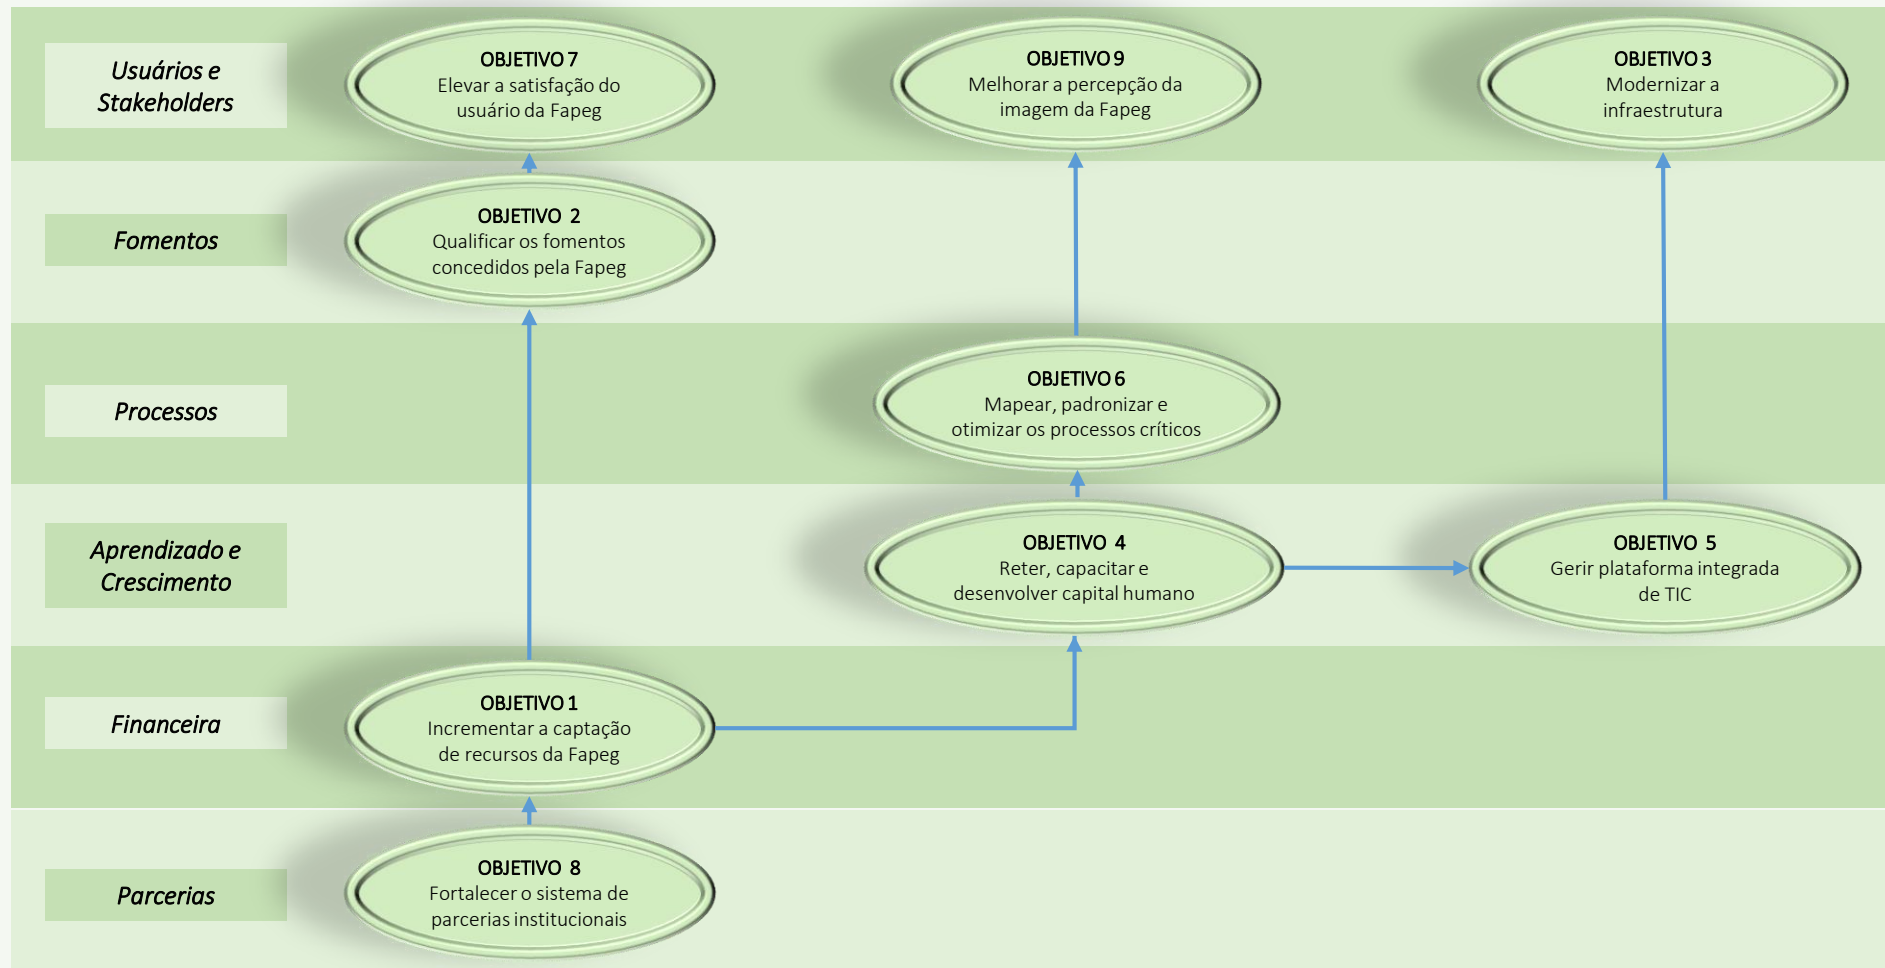 Usuários e
Stakeholders
OBJETIVO 7
Elevar a satisfação do
usuário da Fapeg
OBJETIVO 9
Melhorar a percepção da
imagem da Fapeg
OBJETIVO 3
Modernizar a
infraestrutura
Fomentos
OBJETIVO 2
Qualificar os fomentos
concedidos pela Fapeg
Processos
OBJETIVO 6
Mapear, padronizar e
otimizar os processos críticos
Aprendizado e
Crescimento
OBJETIVO 4
Reter, capacitar e
desenvolver capital humano
OBJETIVO 5
Gerir plataforma integrada
de TIC
Financeira
OBJETIVO 1
Incrementar a captação
de recursos da Fapeg
Parcerias
OBJETIVO 8
Fortalecer o sistema de
parcerias institucionais